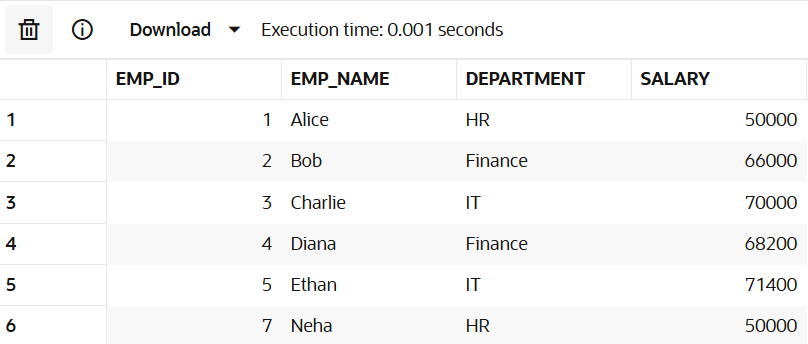 Download Execution time: 0.001 seconds
EMP_ID EMP_NAME DEPARTMENT SALARY
1 1 Alice HR 50000
2 2 Bob Finance 66000
3 3 Charlie IT 70000
4 4 Diana Finance 68200
5 5 Ethan IT 71400
6 7 Neha HR 50000